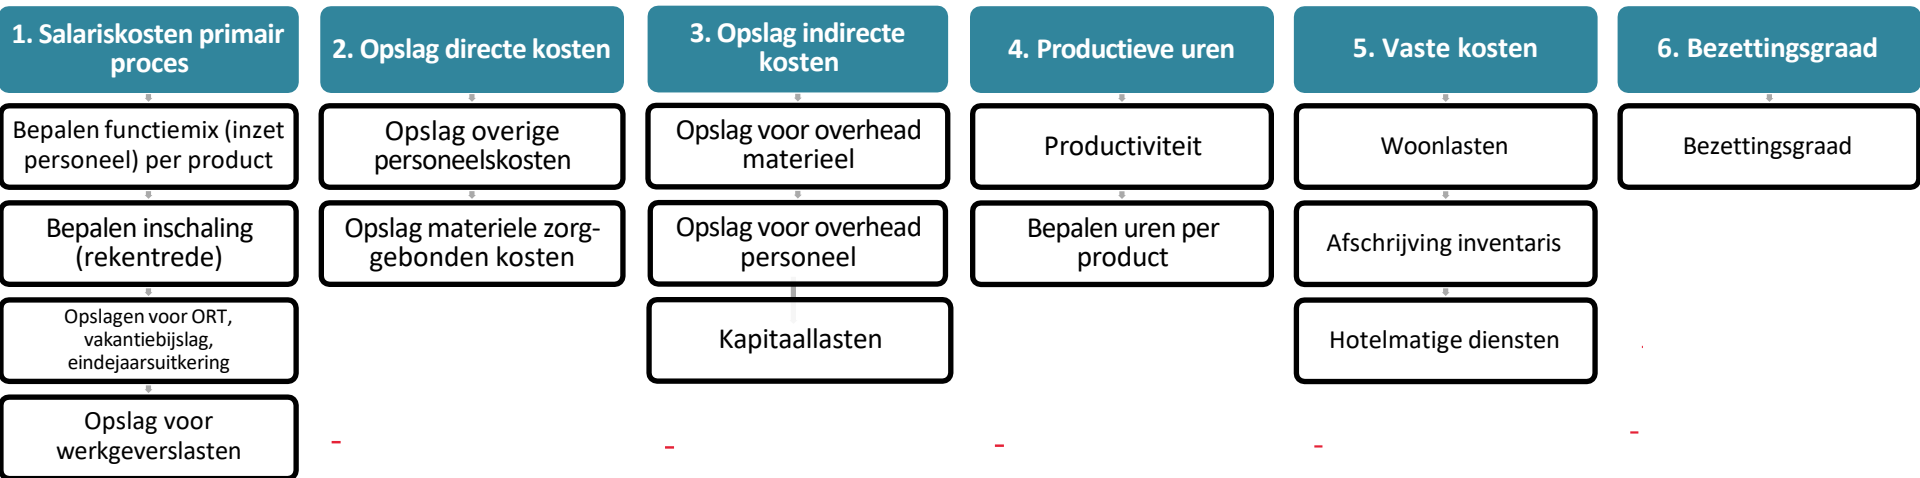 1. Salariskosten primair
proces
Bepalen functiemix (inzet
personeel) per product
Bepalen inschaling
(rekentrede)
Opslagen voor ORT,
vakantiebijslag,
eindejaarsuitkering
Opslag voor
werkgeverslasten
2. Opslag directe kosten
Opslag overige
personeelskosten
Opslag materiele zorg-
gebonden kosten
3. Opslag indirecte
kosten
Opslag voor overhead
materieel
Opslag voor overhead
personeel
Kapitaallasten
4. Productieve uren
Productiviteit
Bepalen uren per
product
5. Vaste kosten
Woonlasten
Afschrijving inventaris
Hotelmatige diensten
6. Bezettingsgraad
Bezettingsgraad